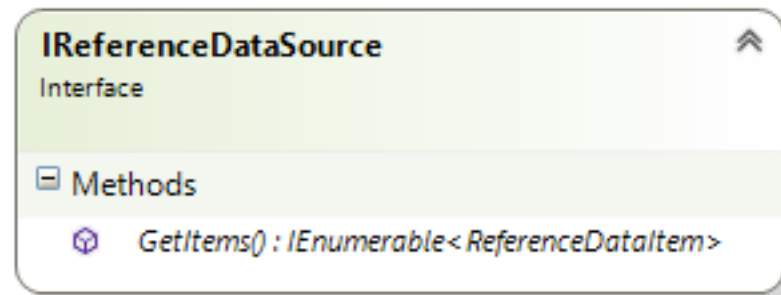 IReferenceDataSource
Interface
Methods
GetItems() : IEnumerable<ReferenceDataItem>